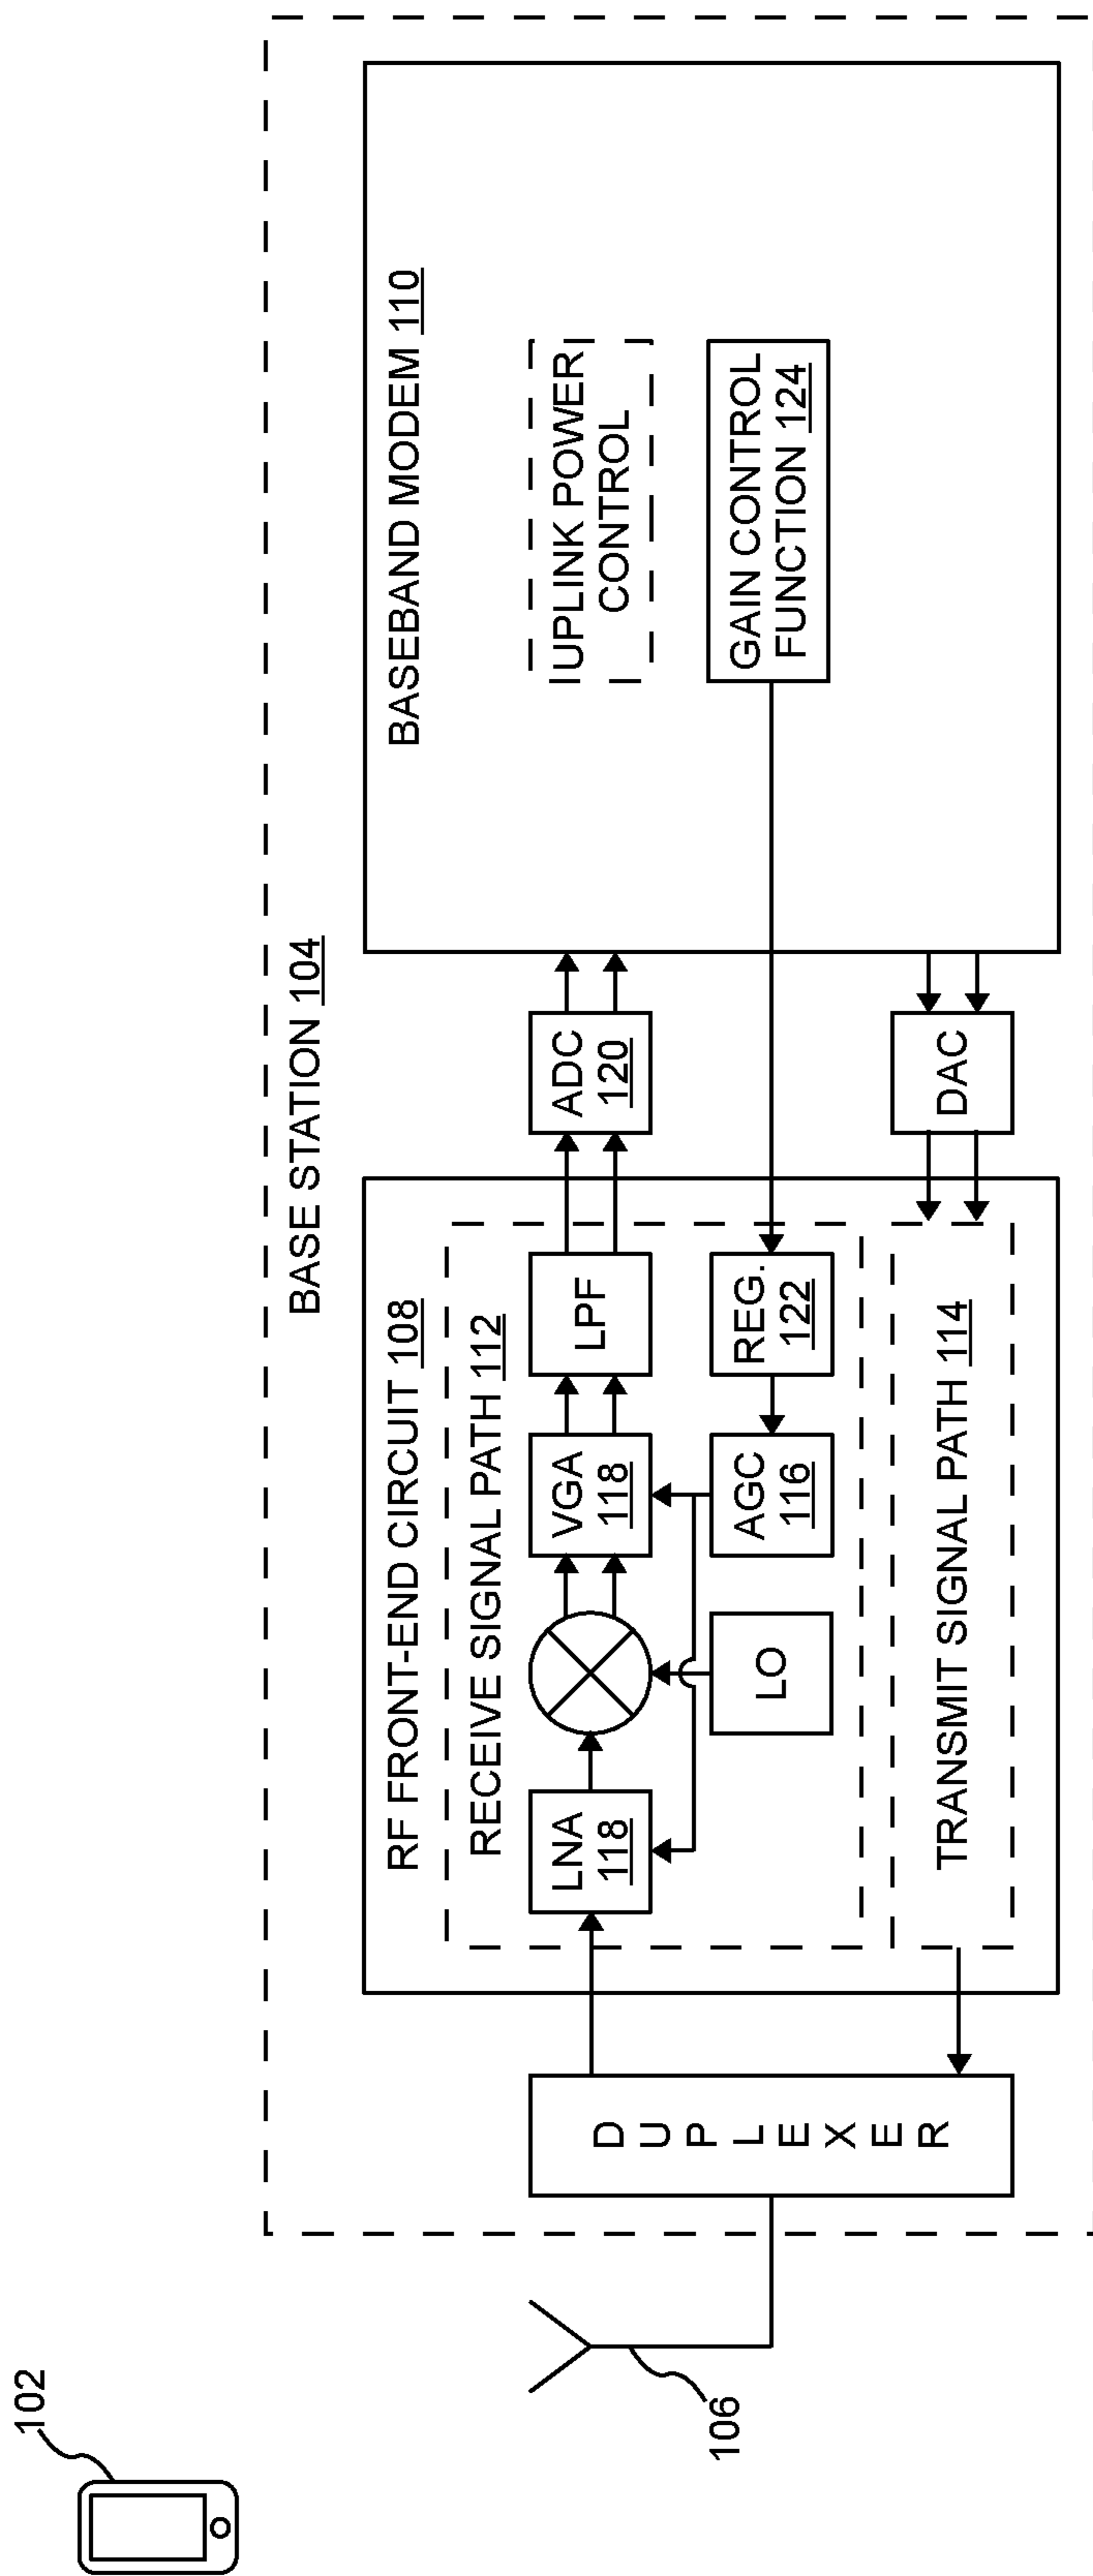 102
BASE STATION 104
RF FRONT-END CIRCUIT 108
BASEBAND MODEM 110
RECEIVE SIGNAL PATH 112
LNA
118
VGA
118
LPF
ADC
120
UPLINK POWER
CONTROL
106
DUPLEXER
LO
AGC
116
REG.
122
GAIN CONTROL
FUNCTION 124
TRANSMIT SIGNAL PATH 114
DAC